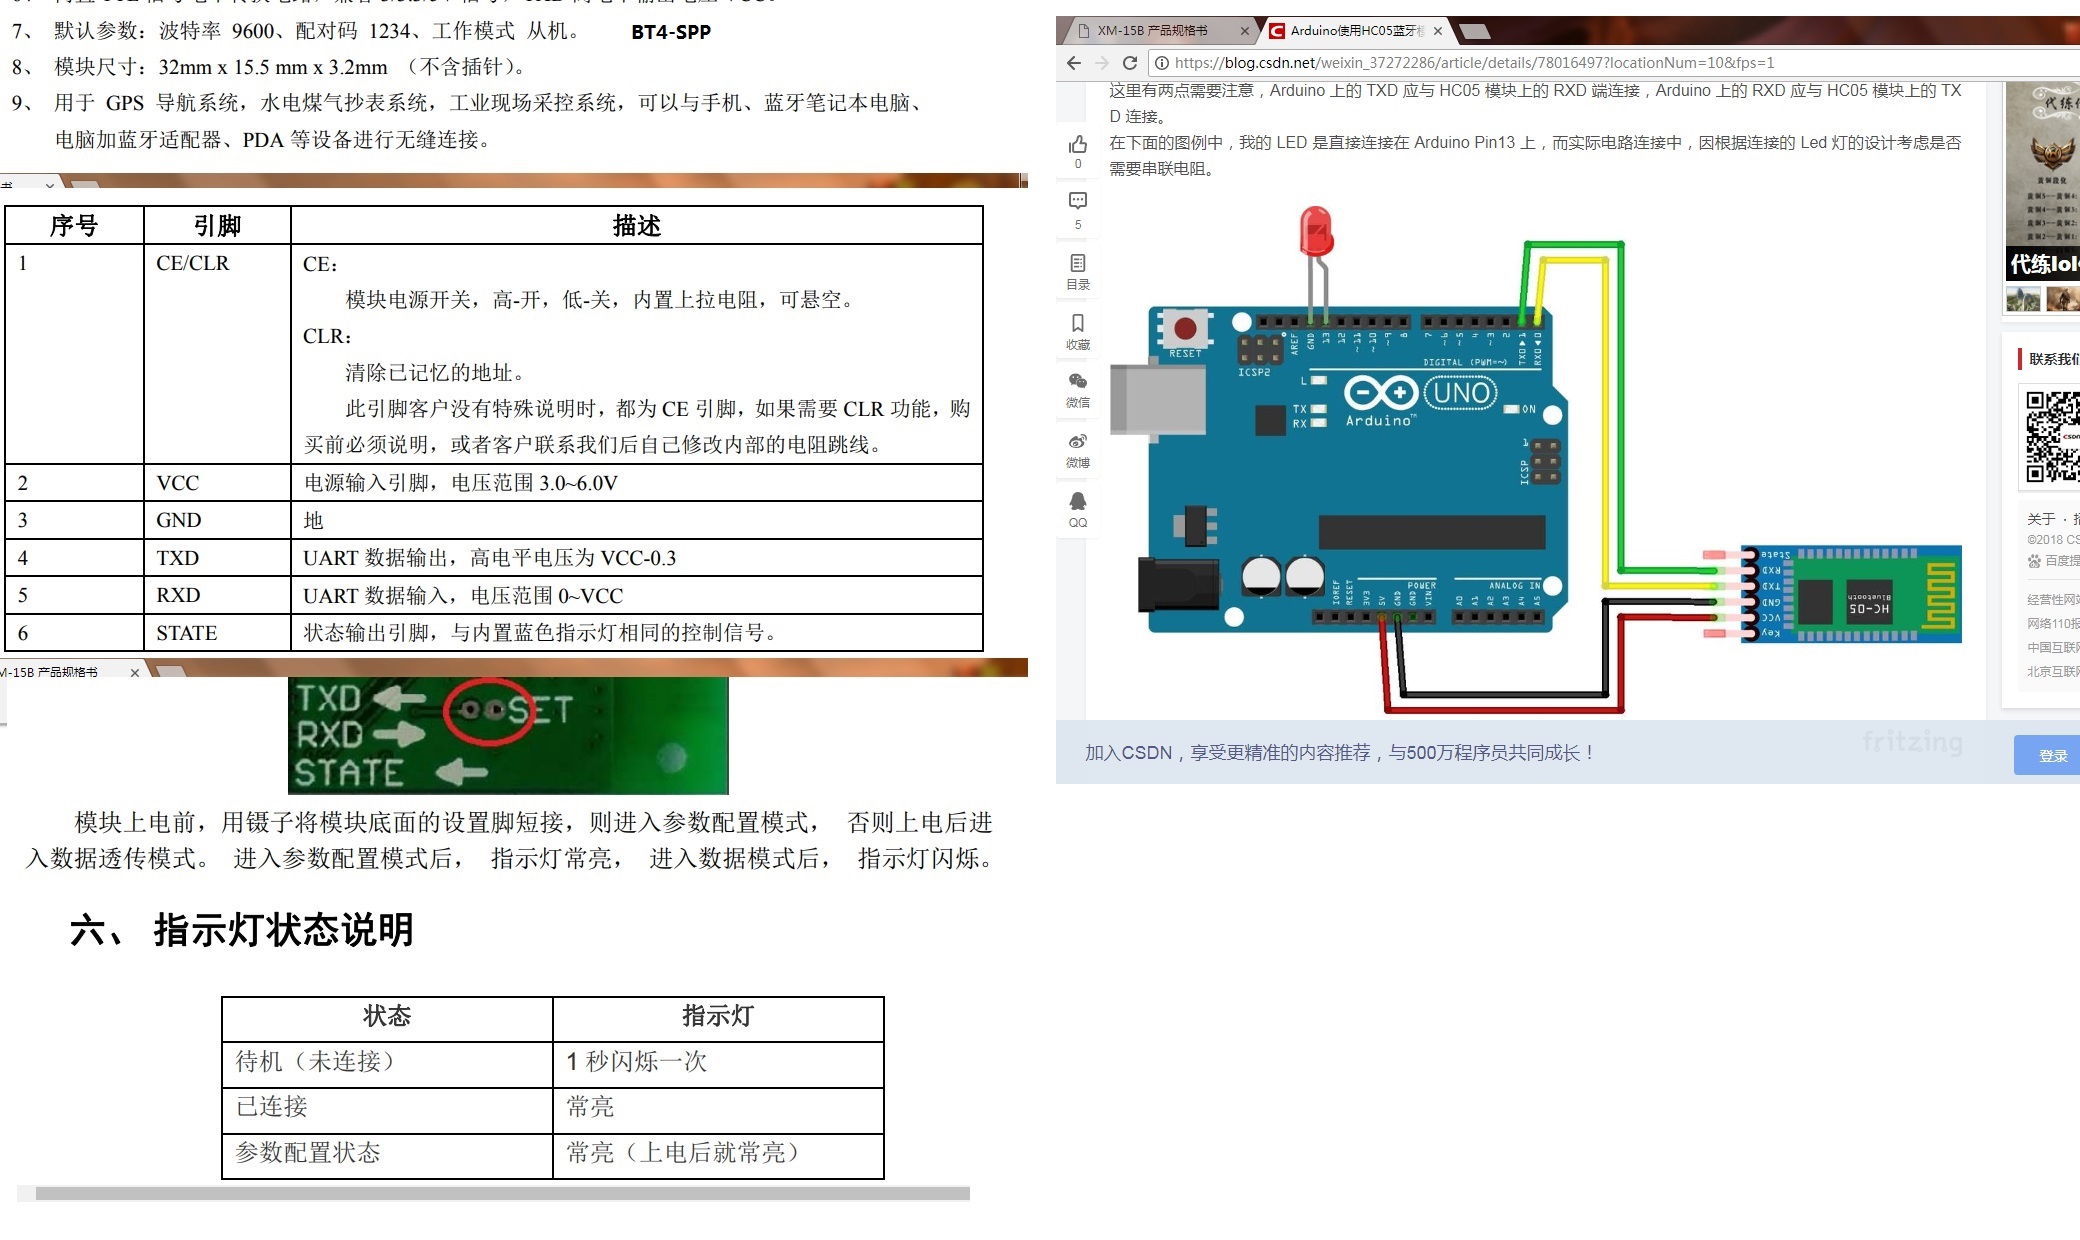 7、 默认参数：波特率 9600、配对码 1234、工作模式 从机。 BT4-SPP
8、 模块尺寸：32mm x 15.5 mm x 3.2mm （不含插针）。
9、 用于 GPS 导航系统，水电煤气抄表系统，工业现场采控系统，可以与手机、蓝牙笔记本电脑、
电脑加蓝牙适配器、PDA 等设备进行无缝连接。
序号 引脚 描述
1 CE/CLR CE：
模块电源开关，高-开，低-关，内置上拉电阻，可悬空。
CLR：
清除已记忆的地址。
此引脚客户没有特殊说明时，都为 CE 引脚，如果需要 CLR 功能，购
买前必须说明，或者客户联系我们后自己修改内部的电阻跳线。
2 VCC 电源输入引脚，电压范围 3.0~6.0V
3 GND 地
4 TXD UART 数据输出，高电平电压为 VCC-0.3
5 RXD UART 数据输入，电压范围 0~VCC
6 STATE 状态输出引脚，与内置蓝色指示灯相同的控制信号。
M-15B 产品规格书
TXD SET
RXD
STATE
模块上电前，用镊子将模块底面的设置脚短接，则进入参数配置模式， 否则上电后进
入数据透传模式。 进入参数配置模式后， 指示灯常亮， 进入数据模式后， 指示灯闪烁。
六、 指示灯状态说明
状态 指示灯
待机（未连接） 1 秒闪烁一次
已连接 常亮
参数配置状态 常亮（上电后就常亮）
XM-15B 产品规格书 Arduino使用HC05蓝牙模
https://blog.csdn.net/weixin_37272286/article/details/78016497?locationNum=10&fps=1
这里有两点需要注意，Arduino 上的 TXD 应与 HC05 模块上的 RXD 端连接，Arduino 上的 RXD 应与 HC05 模块上的 TX
D 连接。
在下面的图例中，我的 LED 是直接连接在 Arduino Pin13 上，而实际电路连接中，因根据连接的 Led 灯的设计考虑是否
需要串联电阻。
0
5
目录
收藏
微信
微博
QQ
RESET
ICSP2
AREF
GND
13
12
~11
~10
~9
8
7
~6
~5
4
~3
2
TXD 1
RXD 0
DIGITAL (PWM=~)
L
TX
RX
UNO
Arduino™
ON
1
ICSP
IOREF
RESET
3V3
5V
GND
GND
VIN
POWER
ANALOG IN
A0
A1
A2
A3
A4
A5
State
RXD
TXD
GND
VCC
Key
HC-05
Bluetooth
fritzing
加入CSDN，享受更精准的内容推荐，与500万程序员共同成长！
登录
代练lol
联系我们
关于 · 招
©2018 CS
百度提
经营性网站
网络110报
中国互联网
北京互联网